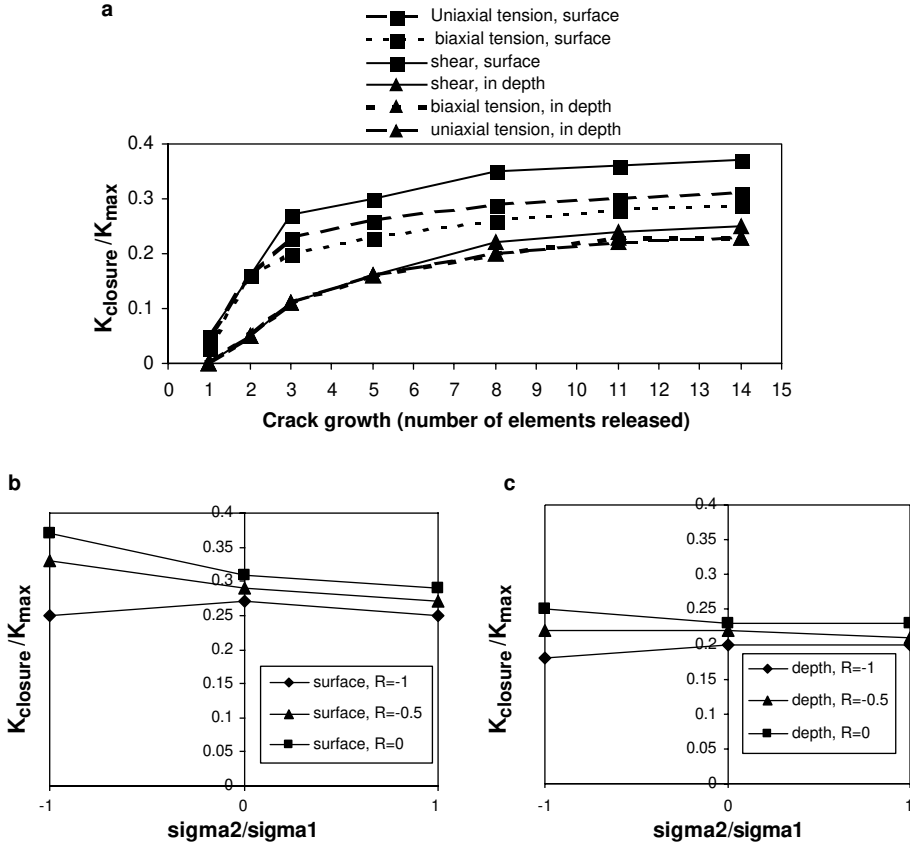 a
Uniaxial tension, surface
biaxial tension, surface
shear, surface
shear, in depth
biaxial tension, in depth
uniaxial tension, in depth
0.4
0.3
0.2
0.1
0
Kclosure/Kmax
0 1 2 3 4 5 6 7 8 9 10 11 12 13 14 15
Crack growth (number of elements released)
b
0.4
0.35
0.3
0.25
0.2
0.15
0.1
0.05
0
Kclosure/Kmax
surface, R=-1
surface, R=-0.5
surface, R=0
-1 0 1
sigma2/sigma1
c
0.4
0.35
0.3
0.25
0.2
0.15
0.1
0.05
0
Kclosure/Kmax
depth, R=-1
depth, R=-0.5
depth, R=0
-1 0 1
sigma2/sigma1